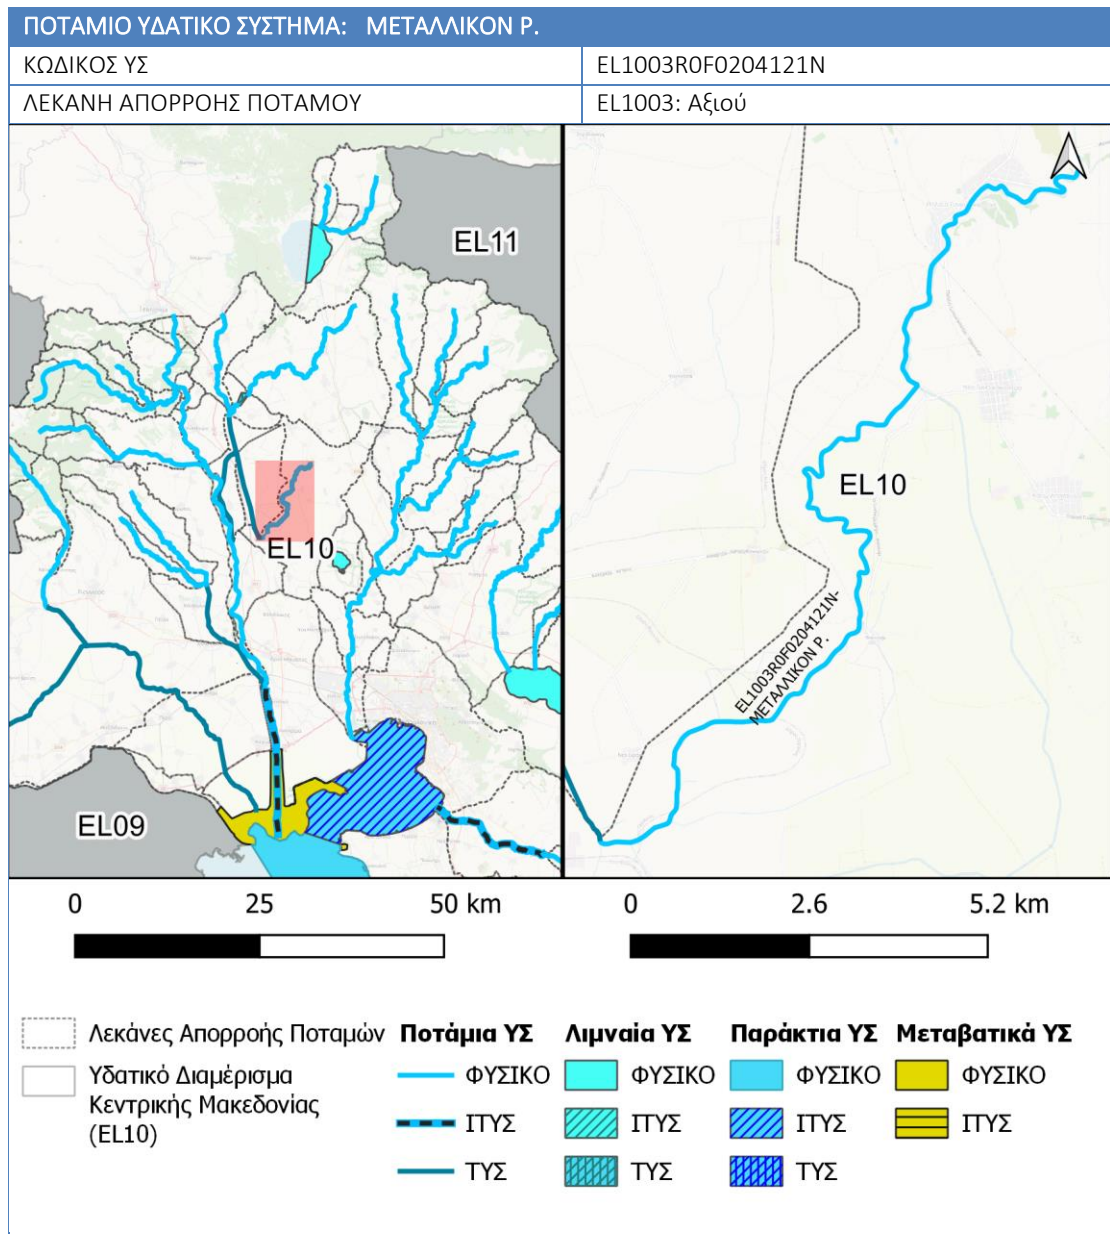 ΠΟΤΑΜΙΟ ΥΔΑΤΙΚΟ ΣΥΣΤΗΜΑ: ΜΕΤΑΛΛΙΚΟΝ Ρ.
ΚΩΔΙΚΟΣ ΥΣ EL1003R0F0204121N
ΛΕΚΑΝΗ ΑΠΟΡΡΟΗΣ ΠΟΤΑΜΟΥ EL1003: Αξιού
EL11
EL10
EL09
EL10
EL1003R0F0204121N-
ΜΕΤΑΛΛΙΚΟΝ Ρ.
0 25 50 km
0 2.6 5.2 km
Λεκάνες Απορροής Ποταμών
Υδατικό Διαμέρισμα
Κεντρικής Μακεδονίας
(EL10)
Ποτάμια ΥΣ
ΦΥΣΙΚΟ
ΙΤΥΣ
ΤΥΣ
Λιμναία ΥΣ
ΦΥΣΙΚΟ
ΙΤΥΣ
ΤΥΣ
Παράκτια ΥΣ
ΦΥΣΙΚΟ
ΙΤΥΣ
ΤΥΣ
Μεταβατικά ΥΣ
ΦΥΣΙΚΟ
ΙΤΥΣ